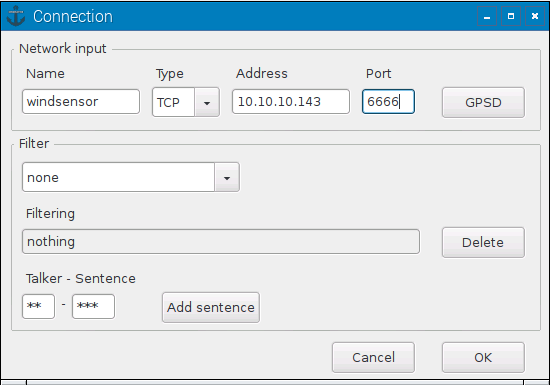 Connection
Network input
Name Type Address Port
windsensor TCP 10.10.10.143 6666 GPSD
Filter
none
Filtering
nothing Delete
Talker - Sentence
** - *** Add sentence
Cancel OK